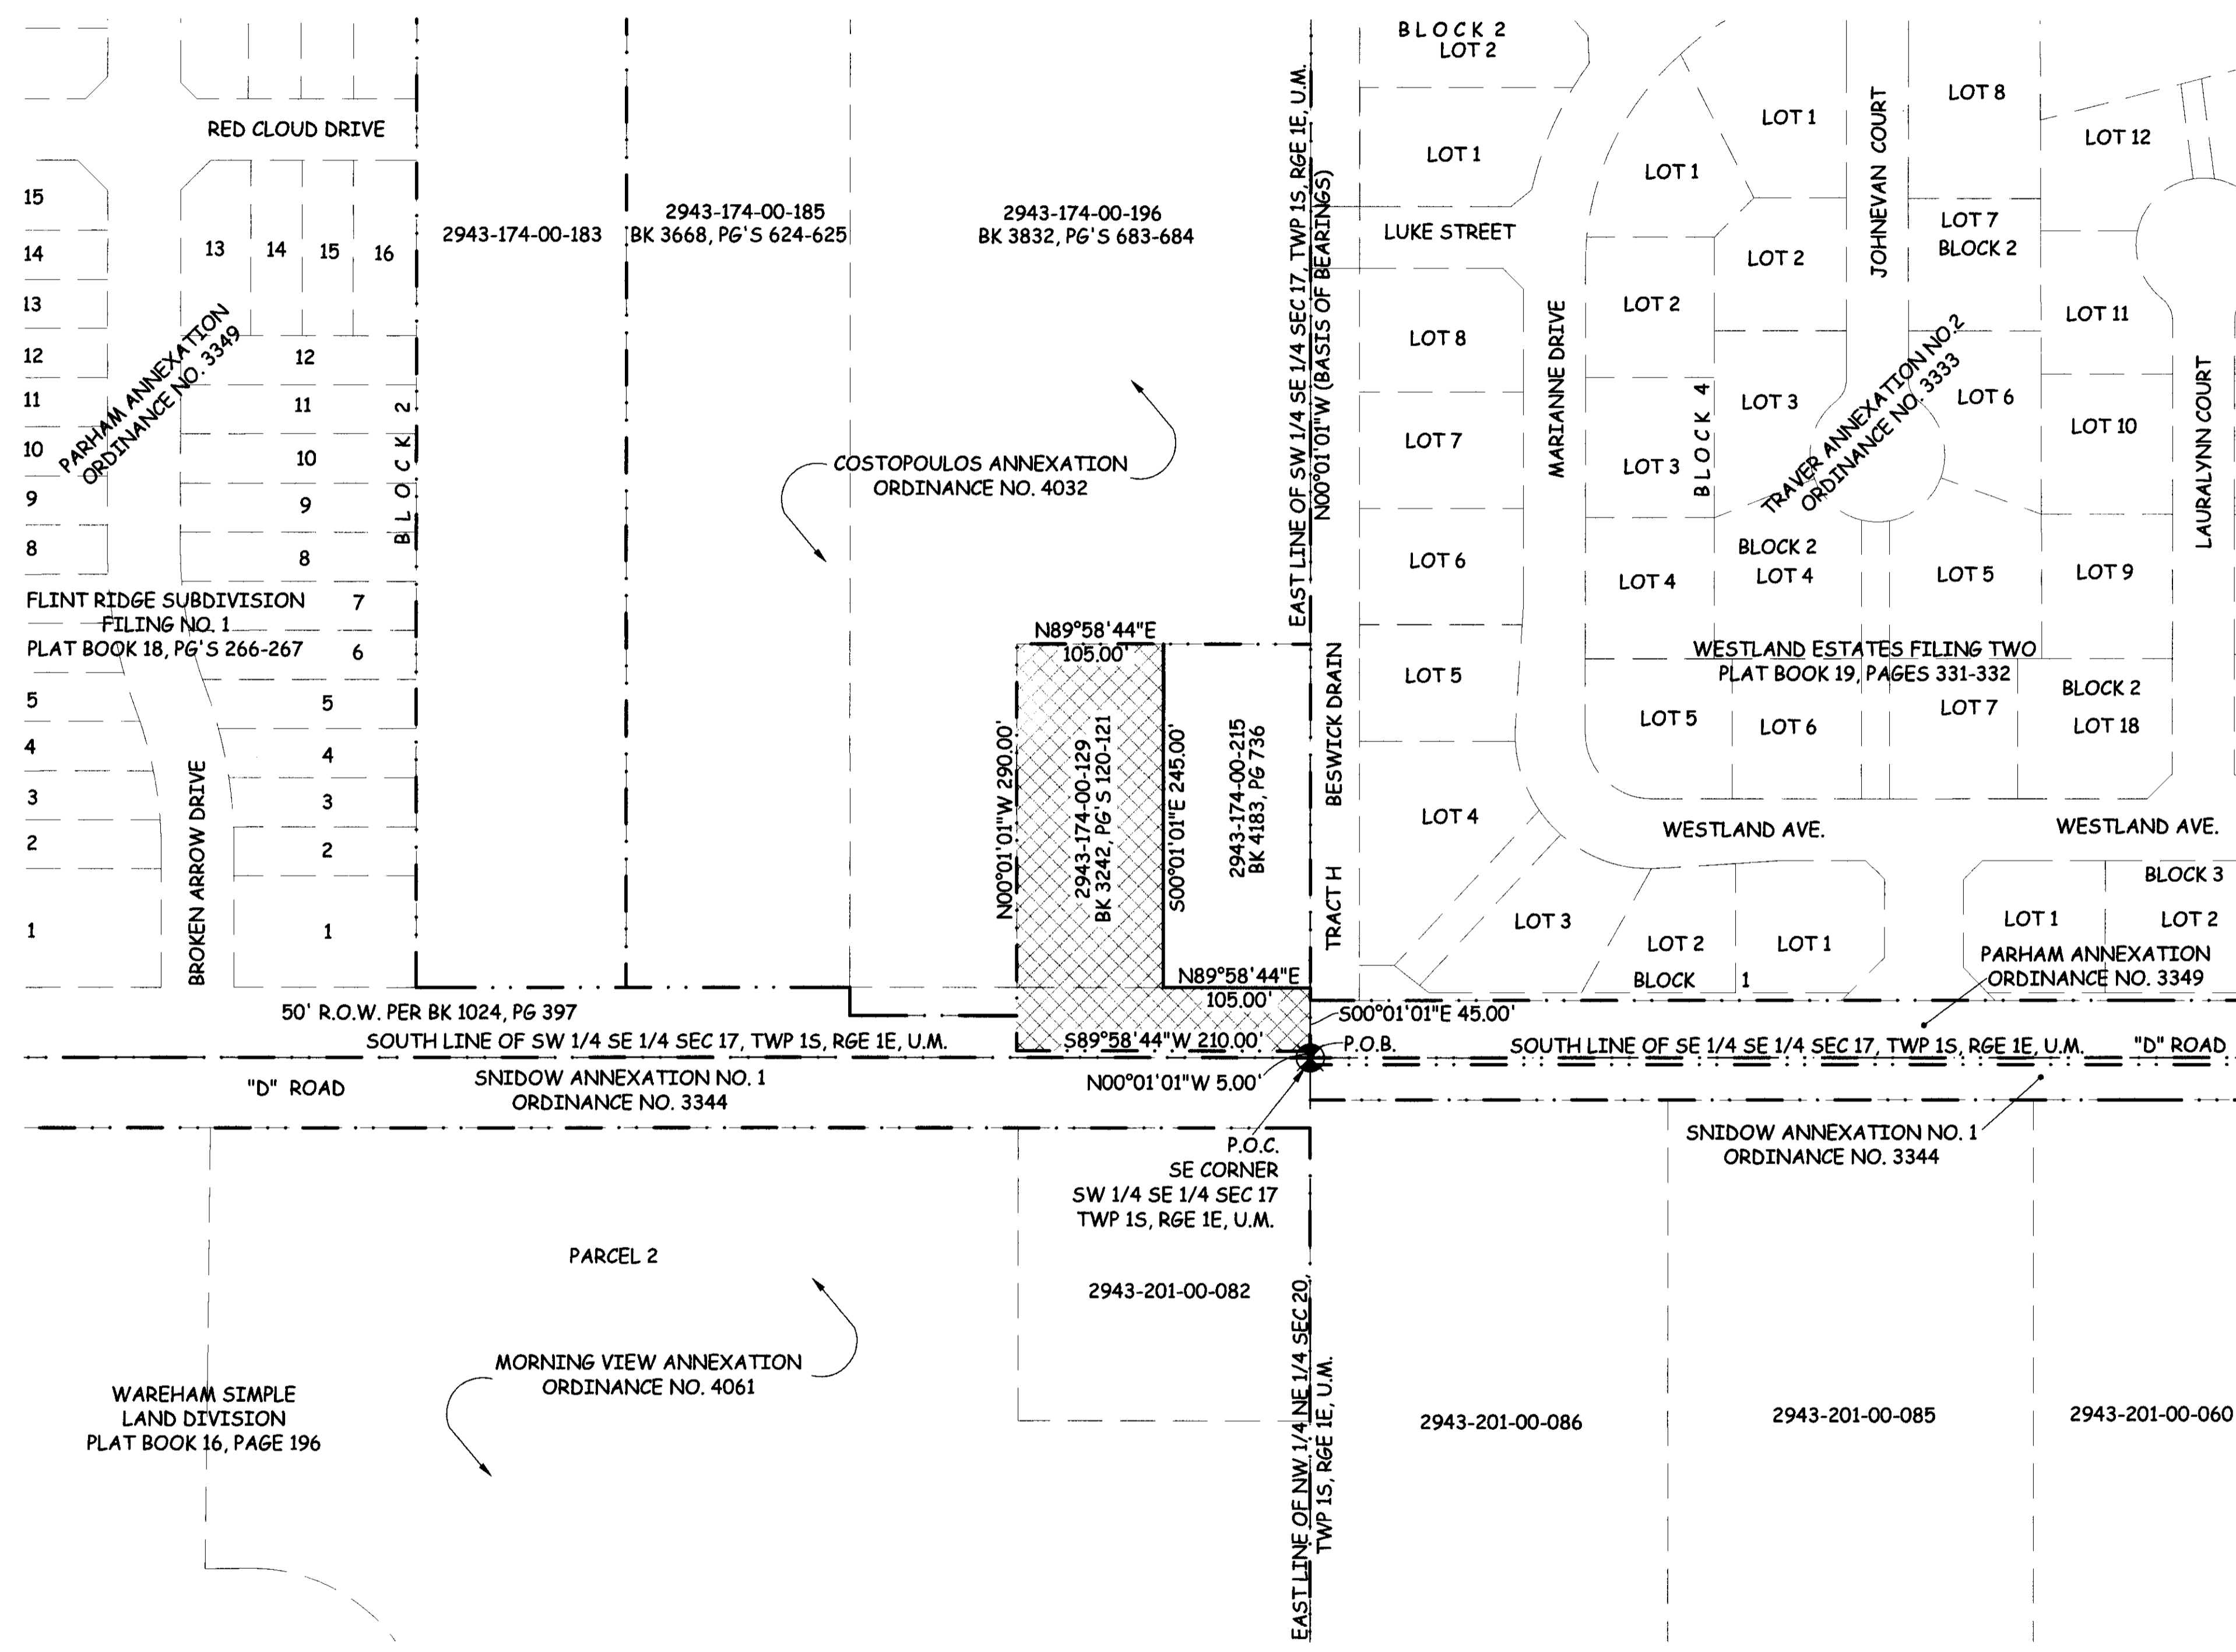 BLOCK 2
LOT 2
LOT 1
LUKE STREET
LOT 8
LOT 7
LOT 6
LOT 5
LOT 4
LOT 3
LOT 2
LOT 1
BLOCK 1
MARIANNE DRIVE
LOT 1
LOT 2
LOT 3
LOT 4
LOT 5
BLOCK 4
LOT 1
LOT 2
LOT 3
BLOCK 2
LOT 4
LOT 6
JOHNEVAN COURT
LOT 8
LOT 7
BLOCK 2
LOT 6
LOT 5
LOT 7
LOT 12
LOT 11
LOT 10
LOT 9
BLOCK 2
LOT 18
LAURALYNN COURT
TRAVER ANNEXATION NO.2
ORDINANCE NO. 3333
WESTLAND ESTATES FILING TWO
PLAT BOOK 19, PAGES 331-332
WESTLAND AVE.
WESTLAND AVE.
BLOCK 3
LOT 1
LOT 2
PARHAM ANNEXATION
ORDINANCE NO. 3349
RED CLOUD DRIVE
15
14
13
12
11
10
9
8
5
4
3
2
1
13
14
15
16
12
11
10
9
8
7
6
5
4
3
2
1
BLOCK 2
PARHAM ANNEXATION
ORDINANCE NO. 3349
FLINT RIDGE SUBDIVISION
FILING NO. 1
PLAT BOOK 18, PG'S 266-267
BROKEN ARROW DRIVE
2943-174-00-183
2943-174-00-185
BK 3668, PG'S 624-625
2943-174-00-196
BK 3832, PG'S 683-684
COSTOPOULOS ANNEXATION
ORDINANCE NO. 4032
EAST LINE OF SW 1/4 SE 1/4 SEC 17, TWP 1S, RGE 1E, U.M.
N00°01'01"W (BASIS OF BEARINGS)
N89°58'44"E
105.00'
N00°01'01"W 290.00'
2943-174-00-129
BK 3242, PG'S 120-121
S00°01'01"E 245.00'
2943-174-00-215
BK 4183, PG 736
TRACT H BESWICK DRAIN
N89°58'44"E
105.00'
S00°01'01"E 45.00'
50' R.O.W. PER BK 1024, PG 397
SOUTH LINE OF SW 1/4 SE 1/4 SEC 17, TWP 1S, RGE 1E, U.M.
S89°58'44"W 210.00'
P.O.B.
SOUTH LINE OF SE 1/4 SE 1/4 SEC 17, TWP 1S, RGE 1E, U.M.
"D" ROAD
"D" ROAD
SNIDOW ANNEXATION NO. 1
ORDINANCE NO. 3344
N00°01'01"W 5.00'
SNIDOW ANNEXATION NO. 1
ORDINANCE NO. 3344
P.O.C.
SE CORNER
SW 1/4 SE 1/4 SEC 17
TWP 1S, RGE 1E, U.M.
PARCEL 2
2943-201-00-082
MORNING VIEW ANNEXATION
ORDINANCE NO. 4061
WAREHAM SIMPLE
LAND DIVISION
PLAT BOOK 16, PAGE 196
EAST LINE OF NW 1/4 NE 1/4 SEC 20,
TWP 1S, RGE 1E, U.M.
2943-201-00-086
2943-201-00-085
2943-201-00-060